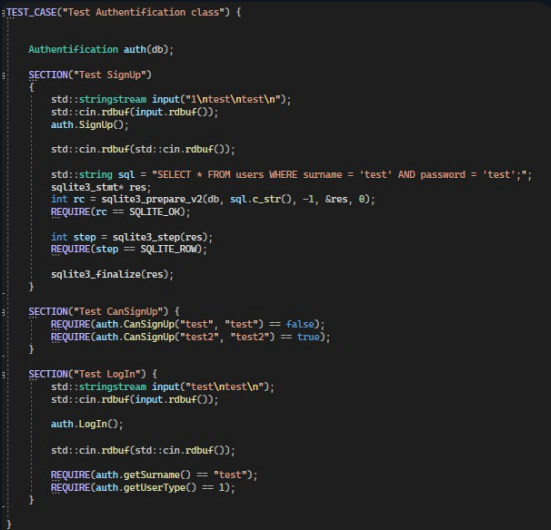 TEST_CASE("Test Authentification class") {
Authentification auth(db);
SECTION("Test SignUp")
{
std::stringstream input("1\ntest\ntest\n");
std::cin.rdbuf(input.rdbuf());
auth.SignUp();
std::cin.rdbuf(std::cin.rdbuf());
std::string sql = "SELECT * FROM users WHERE surname = 'test' AND password = 'test';";
sqlite3_stmt* res;
int rc = sqlite3_prepare_v2(db, sql.c_str(), -1, &res, 0);
REQUIRE(rc == SQLITE_OK);
int step = sqlite3_step(res);
REQUIRE(step == SQLITE_ROW);
sqlite3_finalize(res);
}
SECTION("Test CanSignUp") {
REQUIRE(auth.CanSignUp("test", "test") == false);
REQUIRE(auth.CanSignUp("test2", "test2") == true);
}
SECTION("Test LogIn") {
std::stringstream input("test\ntest\n");
std::cin.rdbuf(input.rdbuf());
auth.LogIn();
std::cin.rdbuf(std::cin.rdbuf());
REQUIRE(auth.getSurname() == "test");
REQUIRE(auth.getUserType() == 1);
}
}